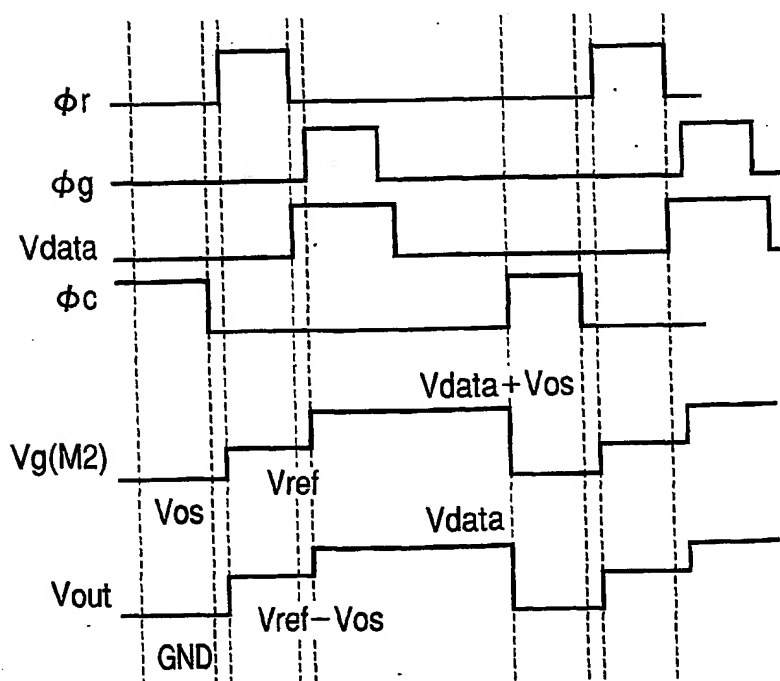 ϕr
ϕg
Vdata
ϕc
Vdata+Vos
Vg(M2)
Vref
Vos
Vdata
Vout
Vref−Vos
GND